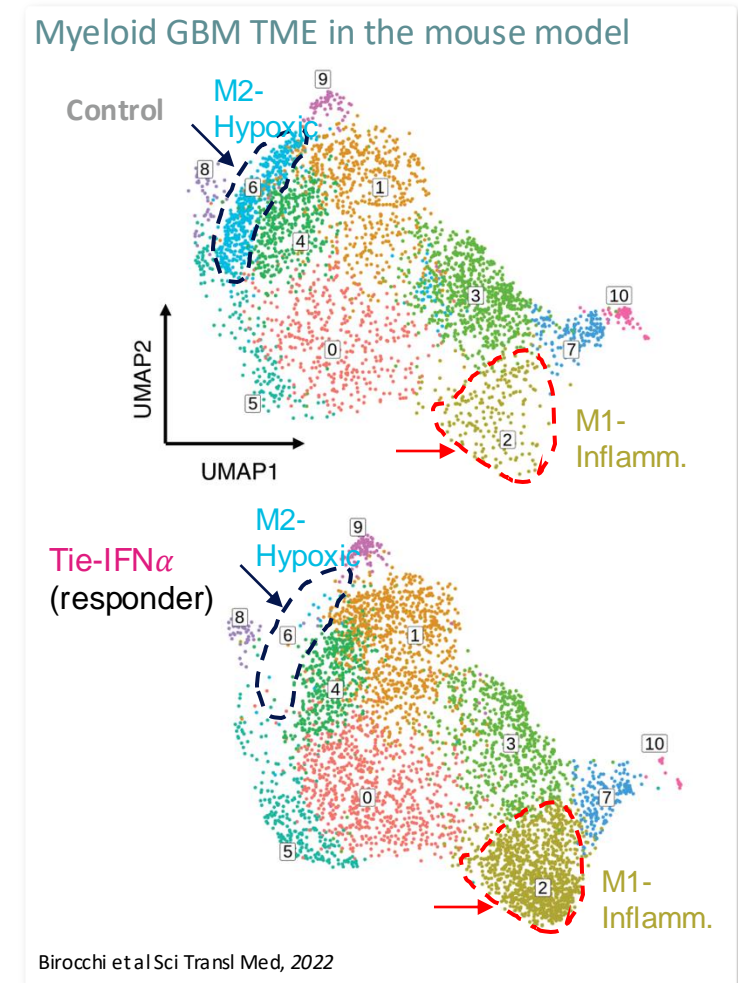 Myeloid GBM TME in the mouse model
Control
M2-
Hypoxic
9
8
6
1
4
3
10
0
7
5
2
M1-
Inflamm.
UMAP2
UMAP1
Tie-IFNα
(responder)
M2-
Hypoxic
9
8
6
1
4
3
10
0
7
5
2
M1-
Inflamm.
Birocchi et al Sci Transl Med, 2022